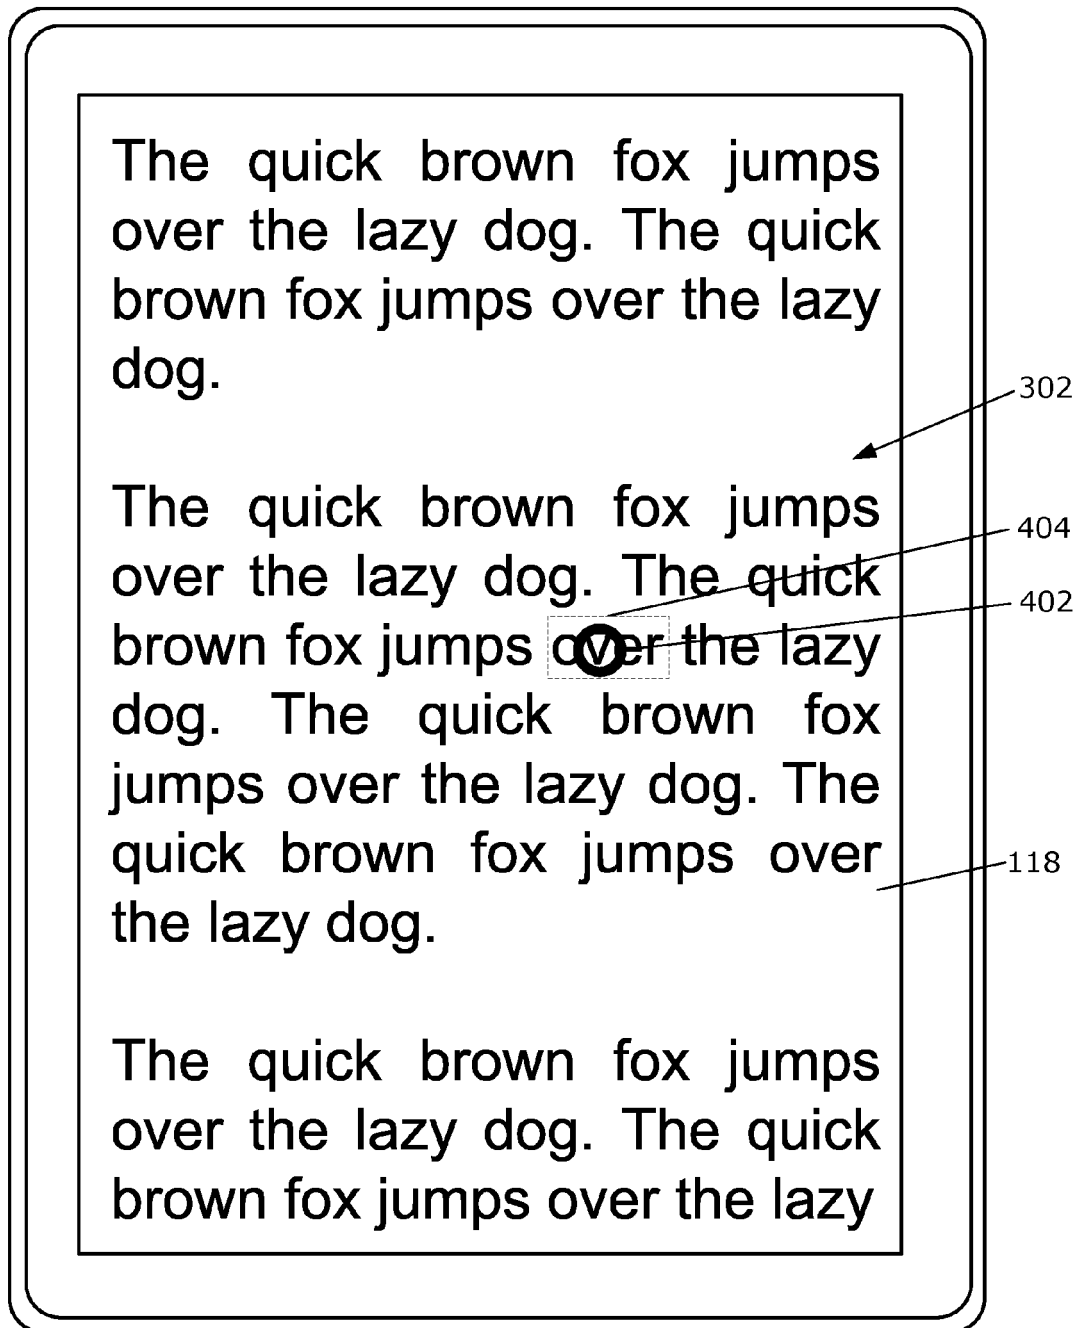 The quick brown fox jumps
over the lazy dog. The quick
brown fox jumps over the lazy
dog.
302
The quick brown fox jumps
404
over the lazy dog. The quick
402
brown fox jumps over the lazy
dog. The quick brown fox
jumps over the lazy dog. The
quick brown fox jumps over
118
the lazy dog.
The quick brown fox jumps
over the lazy dog. The quick
brown fox jumps over the lazy